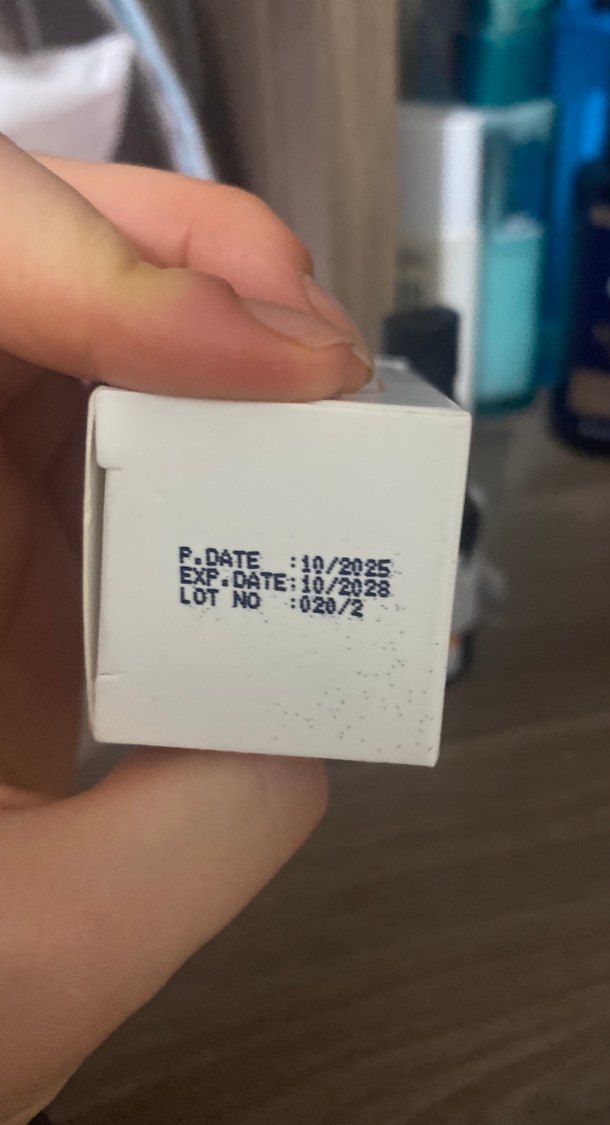 P.DATE :10/2025
EXP.DATE:10/2028
LOT NO :020/2